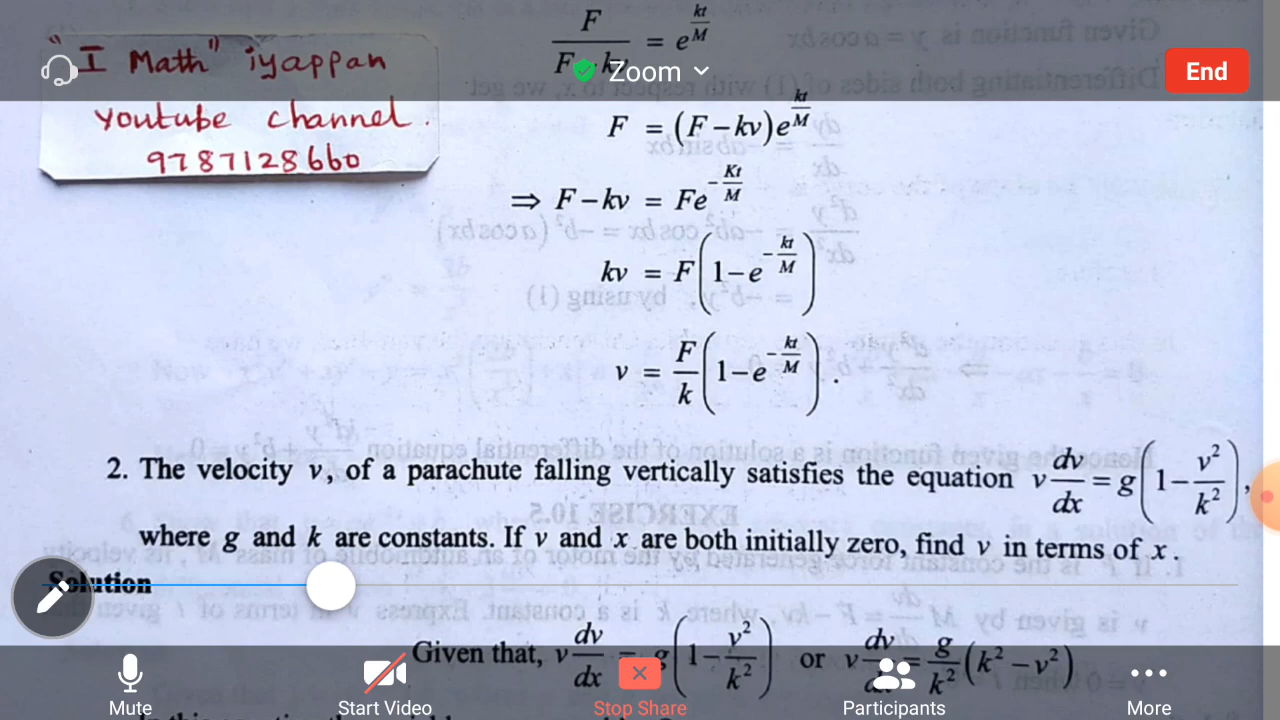 F/(F-kv) = e^(kt/M)
"I Math" iyappan
youtube channel.
9787128660
Zoom
End
F = (F-kv)e^(kt/M)
⇒ F-kv = Fe^(-Kt/M)
kv = F(1-e^(-kt/M))
v = F/k (1-e^(-kt/M)).
2. The velocity v, of a parachute falling vertically satisfies the equation v dv/dx = g(1-v²/k²),
where g and k are constants. If v and x are both initially zero, find v in terms of x.
Solution
Given that, v dv/dx = g(1-v²/k²) or v dv/dx = g/k² (k²-v²)
Mute
Start Video
Stop Share
Participants
More